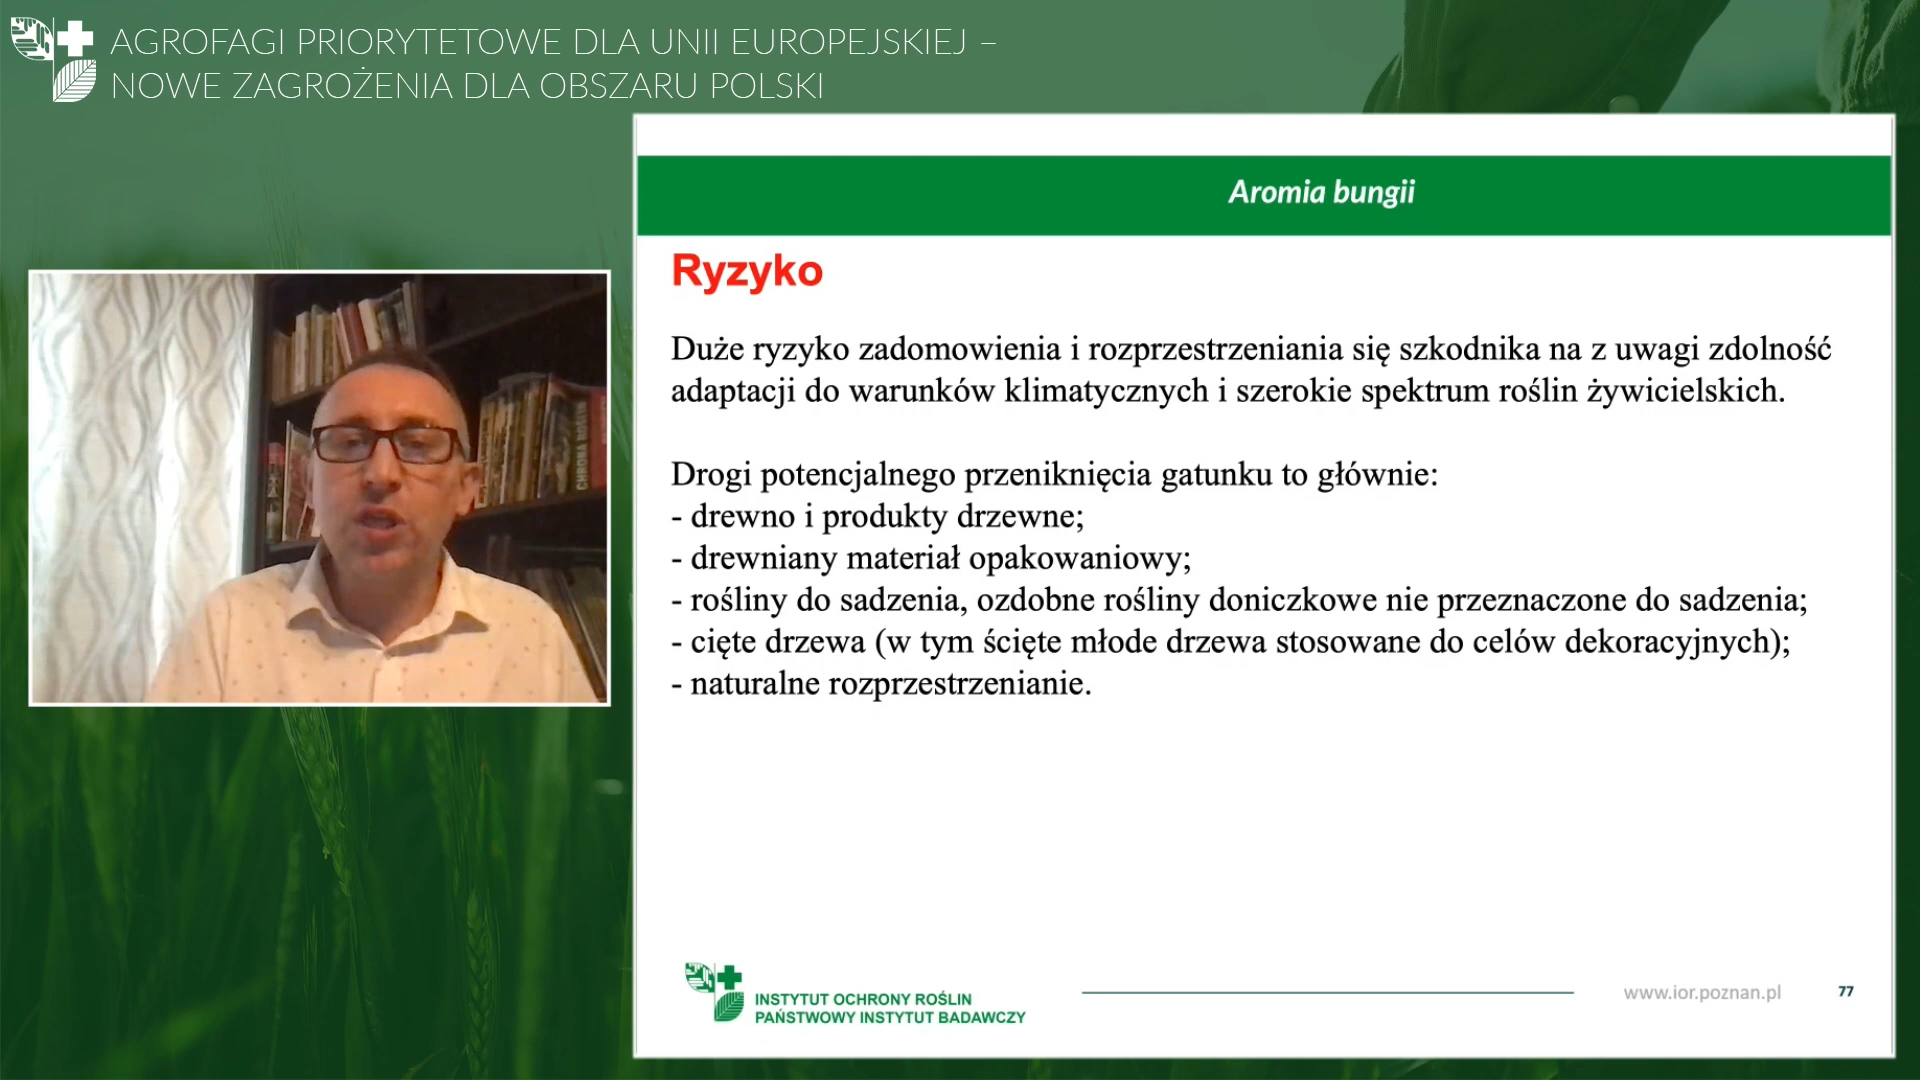 AGROFAGI PRIORYTETOWE DLA UNII EUROPEJSKIEJ –
NOWE ZAGROŻENIA DLA OBSZARU POLSKI
Aromia bungii
Ryzyko
Duże ryzyko zadomowienia i rozprzestrzeniania się szkodnika na z uwagi zdolność
adaptacji do warunków klimatycznych i szerokie spektrum roślin żywicielskich.
Drogi potencjalnego przeniknięcia gatunku to głównie:
- drewno i produkty drzewne;
- drewniany materiał opakowaniowy;
- rośliny do sadzenia, ozdobne rośliny doniczkowe nie przeznaczone do sadzenia;
- cięte drzewa (w tym ścięte młode drzewa stosowane do celów dekoracyjnych);
- naturalne rozprzestrzenianie.
INSTYTUT OCHRONY ROŚLIN
PAŃSTWOWY INSTYTUT BADAWCZY
www.ior.poznan.pl
77